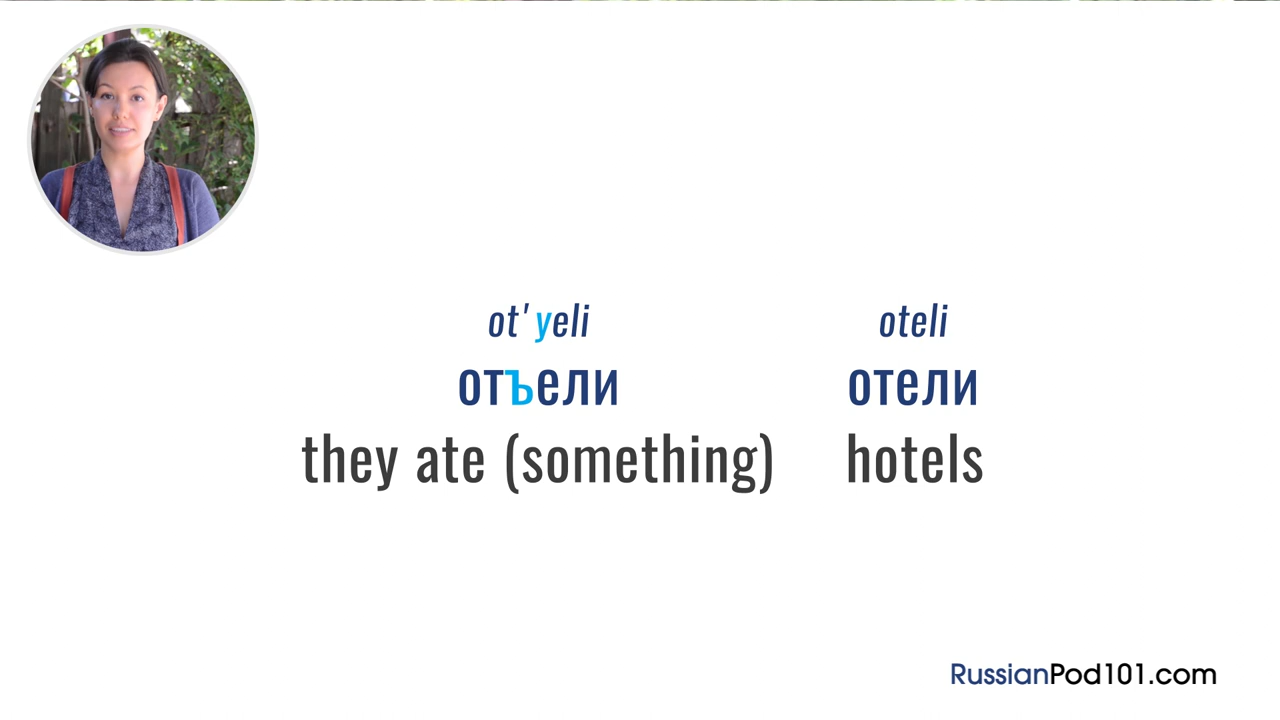 ot'yeli
отъели
they ate (something)
oteli
отели
hotels
RussianPod101.com